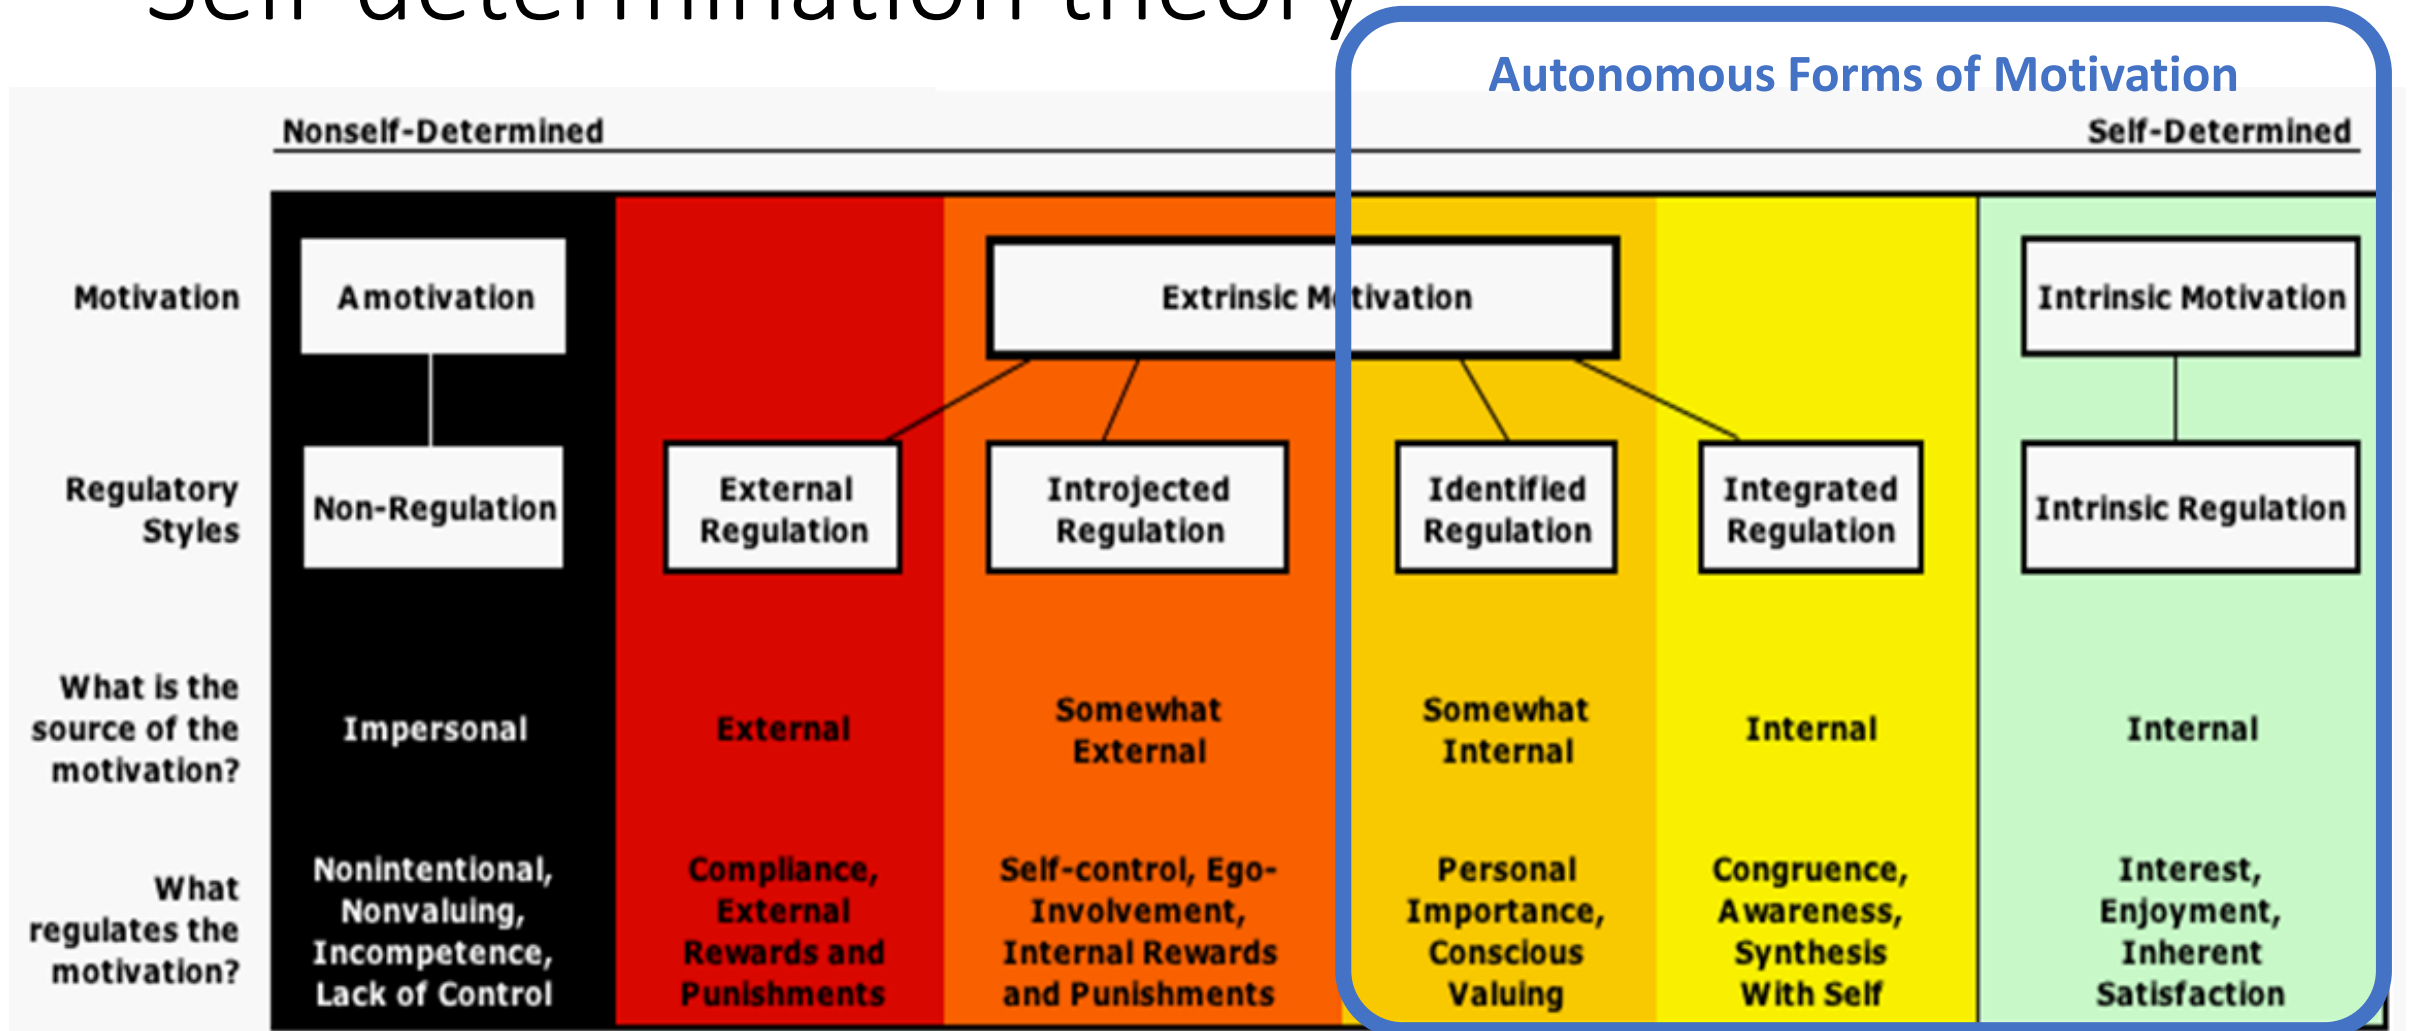 Self-determination theory
Autonomous Forms of Motivation
Nonself-Determined
Self-Determined
Motivation
Amotivation
Extrinsic Motivation
Intrinsic Motivation
Regulatory
Styles
Non-Regulation
External
Regulation
Introjected
Regulation
Identified
Regulation
Integrated
Regulation
Intrinsic Regulation
What is the
source of the
motivation?
Impersonal
External
Somewhat
External
Somewhat
Internal
Internal
Internal
What
regulates the
motivation?
Nonintentional,
Nonvaluing,
Incompetence,
Lack of Control
Compliance,
External
Rewards and
Punishments
Self-control, Ego-
Involvement,
Internal Rewards
and Punishments
Personal
Importance,
Conscious
Valuing
Congruence,
Awareness,
Synthesis
With Self
Interest,
Enjoyment,
Inherent
Satisfaction